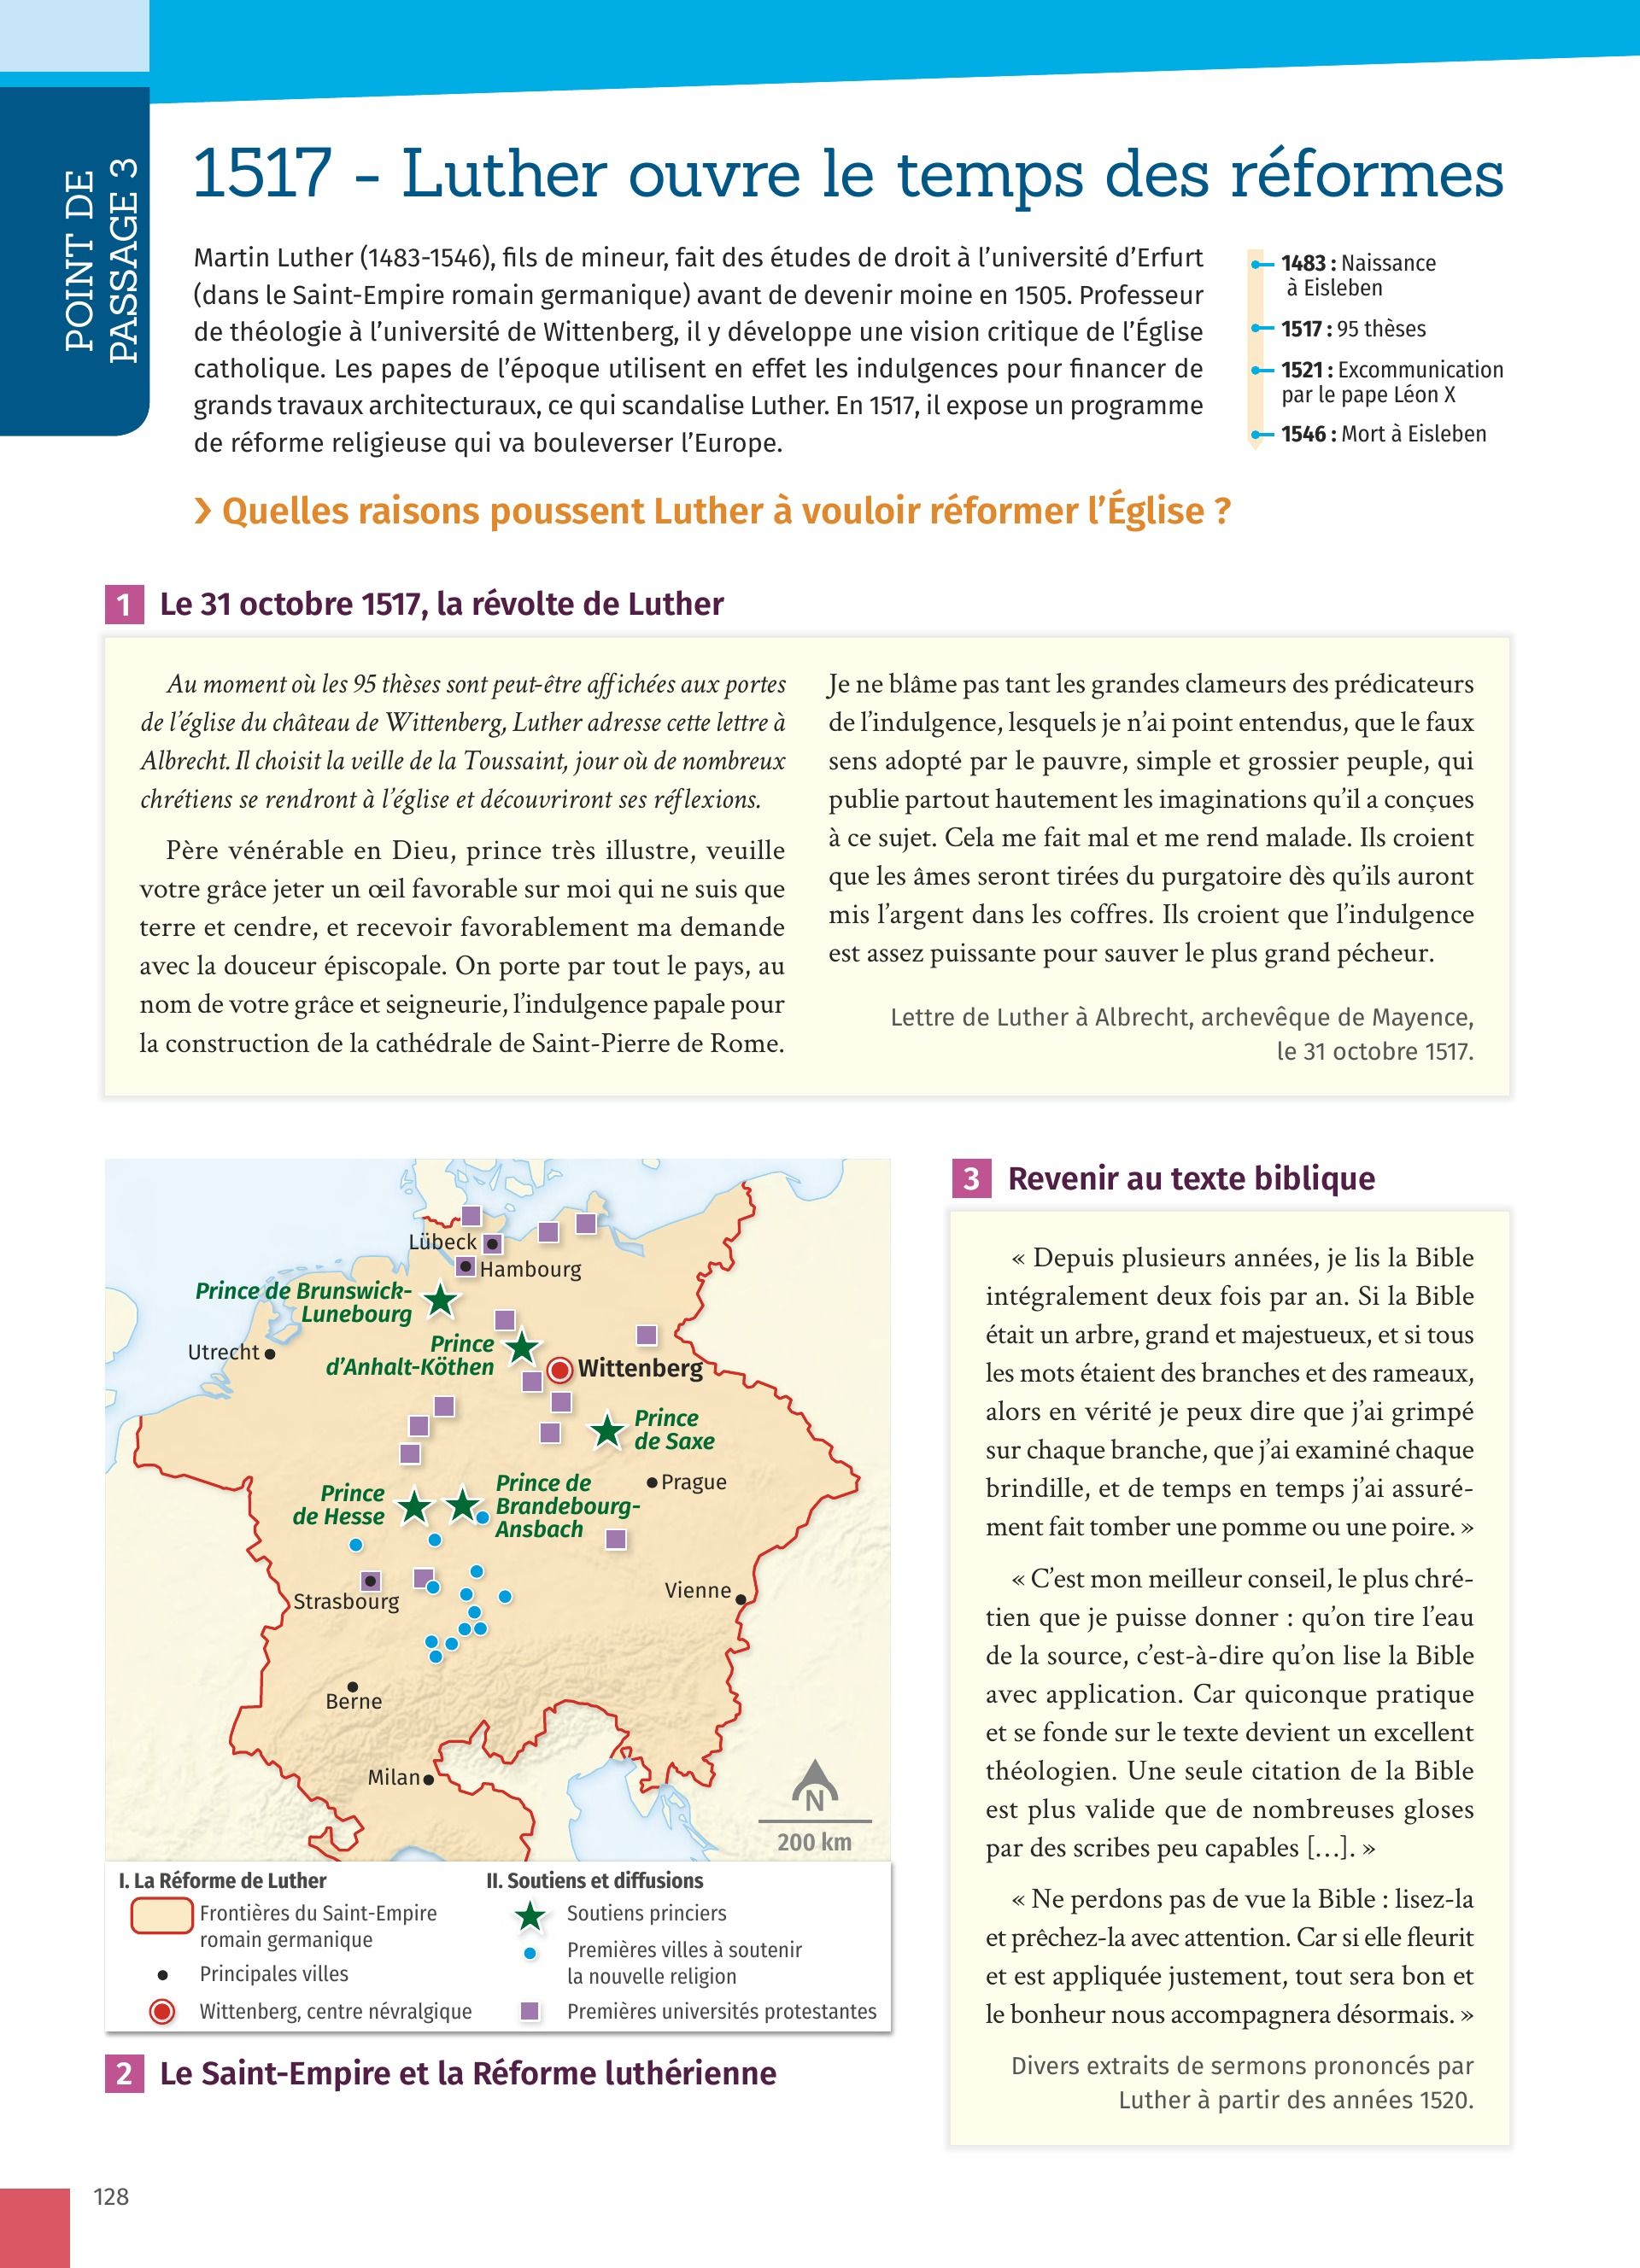 POINT DE
PASSAGE 3
1517 - Luther ouvre le temps des réformes
Martin Luther (1483-1546), fils de mineur, fait des études de droit à l’université d’Erfurt
(dans le Saint-Empire romain germanique) avant de devenir moine en 1505. Professeur
de théologie à l’université de Wittenberg, il y développe une vision critique de l’Église
catholique. Les papes de l’époque utilisent en effet les indulgences pour financer de
grands travaux architecturaux, ce qui scandalise Luther. En 1517, il expose un programme
de réforme religieuse qui va bouleverser l’Europe.
1483 : Naissance
à Eisleben
1517 : 95 thèses
1521 : Excommunication
par le pape Léon X
1546 : Mort à Eisleben
› Quelles raisons poussent Luther à vouloir réformer l’Église ?
1 Le 31 octobre 1517, la révolte de Luther
Au moment où les 95 thèses sont peut-être affichées aux portes
de l’église du château de Wittenberg, Luther adresse cette lettre à
Albrecht. Il choisit la veille de la Toussaint, jour où de nombreux
chrétiens se rendront à l’église et découvriront ses réflexions.
Père vénérable en Dieu, prince très illustre, veuille
votre grâce jeter un œil favorable sur moi qui ne suis que
terre et cendre, et recevoir favorablement ma demande
avec la douceur épiscopale. On porte par tout le pays, au
nom de votre grâce et seigneurie, l’indulgence papale pour
la construction de la cathédrale de Saint-Pierre de Rome.
Je ne blâme pas tant les grandes clameurs des prédicateurs
de l’indulgence, lesquels je n’ai point entendus, que le faux
sens adopté par le pauvre, simple et grossier peuple, qui
publie partout hautement les imaginations qu’il a conçues
à ce sujet. Cela me fait mal et me rend malade. Ils croient
que les âmes seront tirées du purgatoire dès qu’ils auront
mis l’argent dans les coffres. Ils croient que l’indulgence
est assez puissante pour sauver le plus grand pécheur.
Lettre de Luther à Albrecht, archevêque de Mayence,
le 31 octobre 1517.
Lübeck
Hambourg
Prince de Brunswick-
Lunebourg
Utrecht
Prince
d’Anhalt-Köthen
Wittenberg
Prince
de Saxe
Prague
Prince
de Hesse
Prince de
Brandebourg-
Ansbach
Strasbourg
Vienne
Berne
Milan
N
200 km
I. La Réforme de Luther
Frontières du Saint-Empire
romain germanique
Principales villes
Wittenberg, centre névralgique
II. Soutiens et diffusions
Soutiens princiers
Premières villes à soutenir
la nouvelle religion
Premières universités protestantes
2 Le Saint-Empire et la Réforme luthérienne
3 Revenir au texte biblique
« Depuis plusieurs années, je lis la Bible
intégralement deux fois par an. Si la Bible
était un arbre, grand et majestueux, et si tous
les mots étaient des branches et des rameaux,
alors en vérité je peux dire que j’ai grimpé
sur chaque branche, que j’ai examiné chaque
brindille, et de temps en temps j’ai assuré-
ment fait tomber une pomme ou une poire. »
« C’est mon meilleur conseil, le plus chré-
tien que je puisse donner : qu’on tire l’eau
de la source, c’est-à-dire qu’on lise la Bible
avec application. Car quiconque pratique
et se fonde sur le texte devient un excellent
théologien. Une seule citation de la Bible
est plus valide que de nombreuses gloses
par des scribes peu capables […]. »
« Ne perdons pas de vue la Bible : lisez-la
et prêchez-la avec attention. Car si elle fleurit
et est appliquée justement, tout sera bon et
le bonheur nous accompagnera désormais. »
Divers extraits de sermons prononcés par
Luther à partir des années 1520.
128